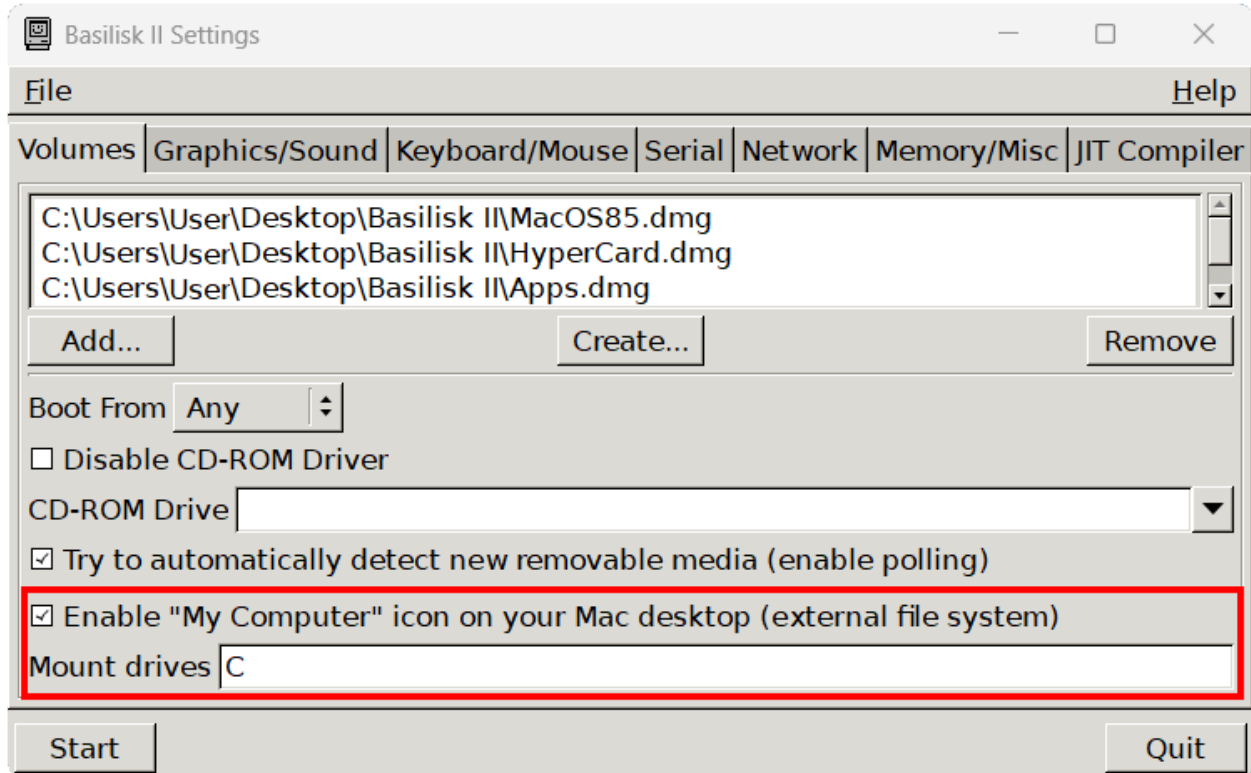 Basilisk II Settings
File Help
Volumes Graphics/Sound Keyboard/Mouse Serial Network Memory/Misc JIT Compiler
C:\Users\User\Desktop\Basilisk II\MacOS85.dmg
C:\Users\User\Desktop\Basilisk II\HyperCard.dmg
C:\Users\User\Desktop\Basilisk II\Apps.dmg
Add... Create... Remove
Boot From Any
Disable CD-ROM Driver
CD-ROM Drive
Try to automatically detect new removable media (enable polling)
Enable "My Computer" icon on your Mac desktop (external file system)
Mount drives C
Start Quit